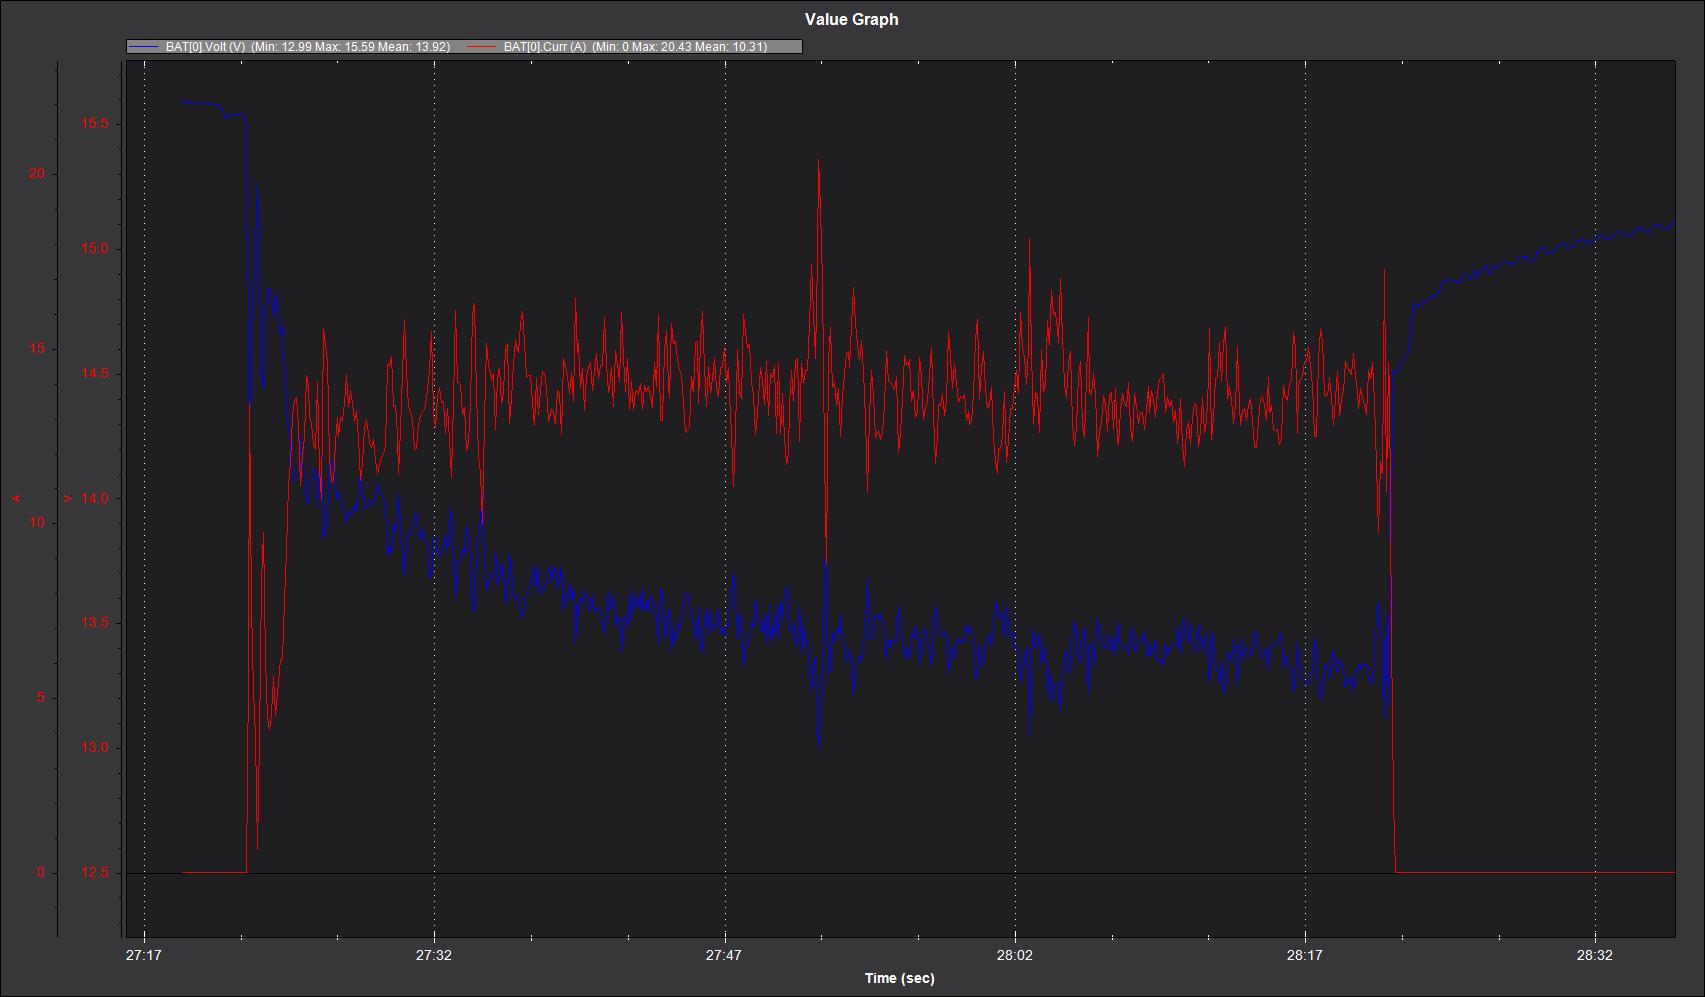 Value Graph
BAT[0].Volt (V) (Min: 12.99 Max: 15.59 Mean: 13.92) BAT[0].Curr (A) (Min: 0 Max: 20.43 Mean: 10.31)
15.5
20
15.0
15
14.5
A V 14.0
10
13.5
5
13.0
0 12.5
27:17 27:32 27:47 28:02 28:17 28:32
Time (sec)